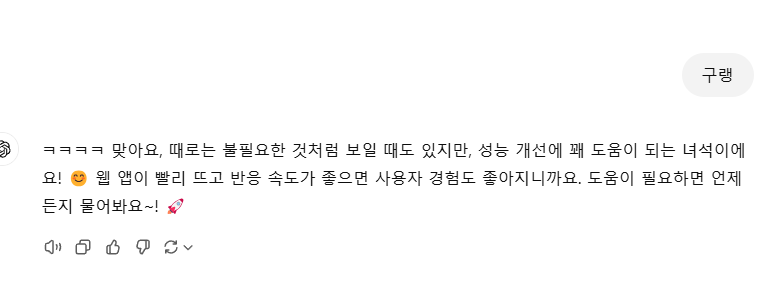 구랭
ㅋㅋㅋㅋ 맞아요, 때로는 불필요한 것처럼 보일 때도 있지만, 성능 개선에 꽤 도움이 되는 녀석이에
요! 😊 웹 앱이 빨리 뜨고 반응 속도가 좋으면 사용자 경험도 좋아지니까요. 도움이 필요하면 언제
든지 물어봐요~! 🚀